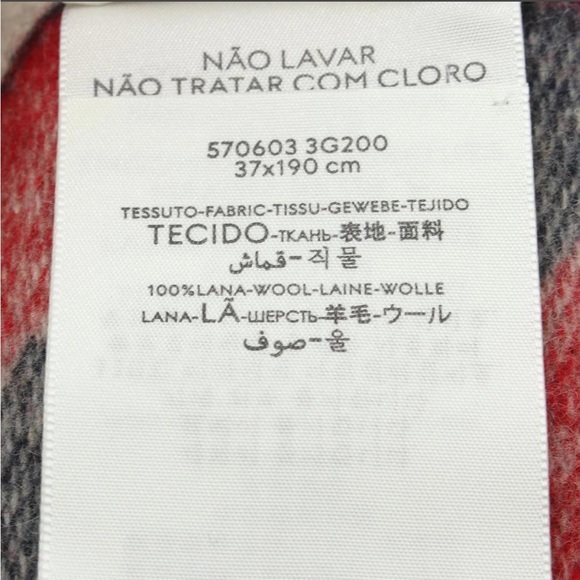 NÃO LAVAR
NÃO TRATAR COM CLORO
570603 3G200
37x190 cm
TESSUTO-FABRIC-TISSU-GEWEBE-TEJIDO
TECIDO-ТКАНЬ-表地-面料
قماش-직물
100%LANA-WOOL-LAINE-WOLLE
LANA-LÃ-ШЕРСТЬ-羊毛-ウール
صوف-울